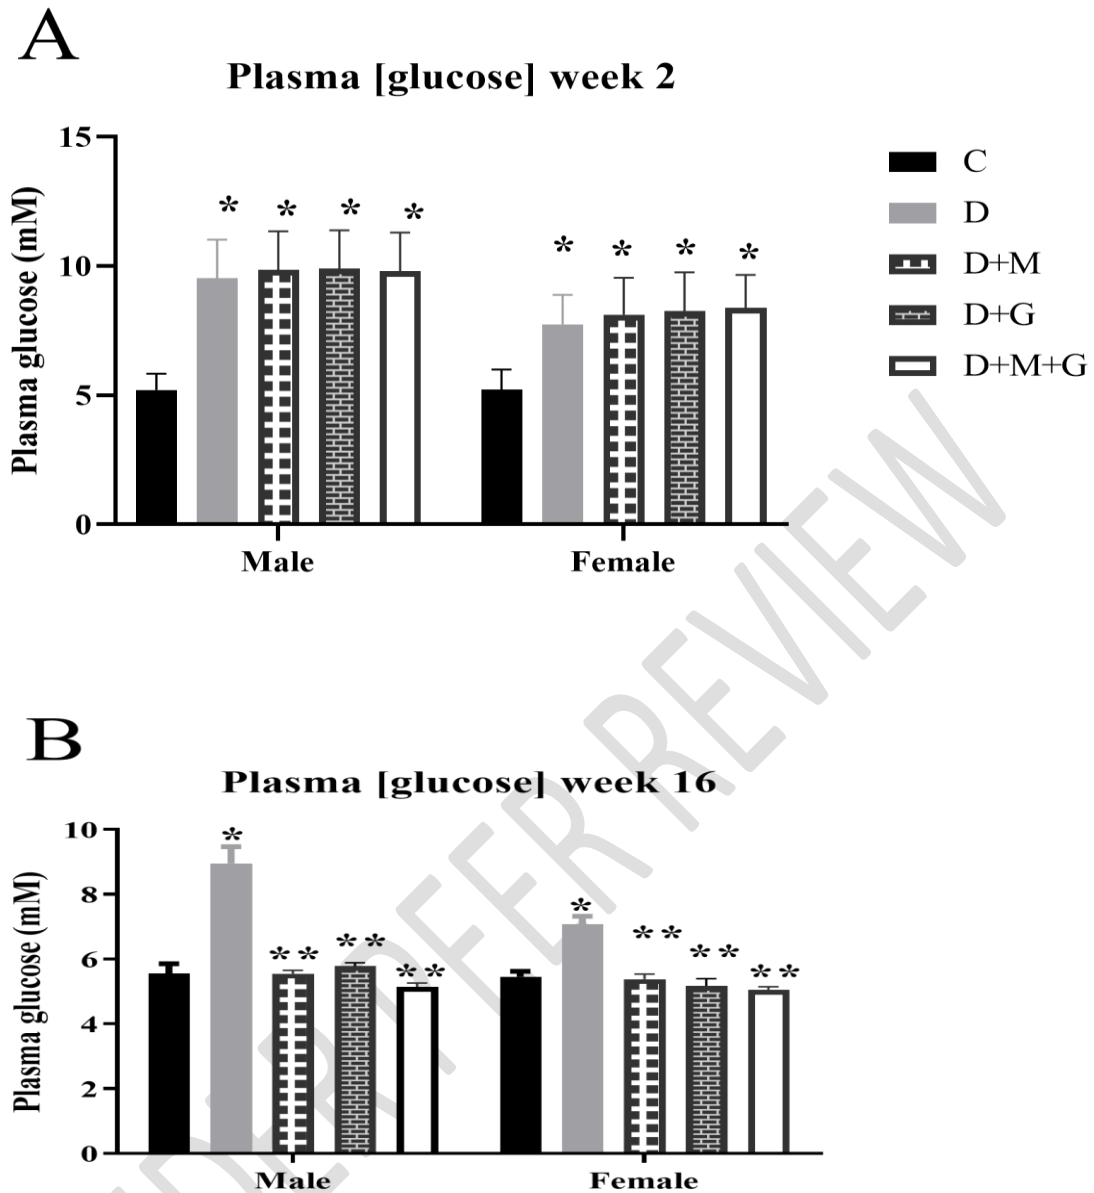 A
Plasma [glucose] week 2
Plasma glucose (mM)
15
10
5
0
* * * *
* * * *
Male
Female
C
D
D+M
D+G
D+M+G
B
Plasma [glucose] week 16
Plasma glucose (mM)
10
8
6
4
2
0
* ** ** **
* ** ** **
Male
Female
DER PEER REVIEW